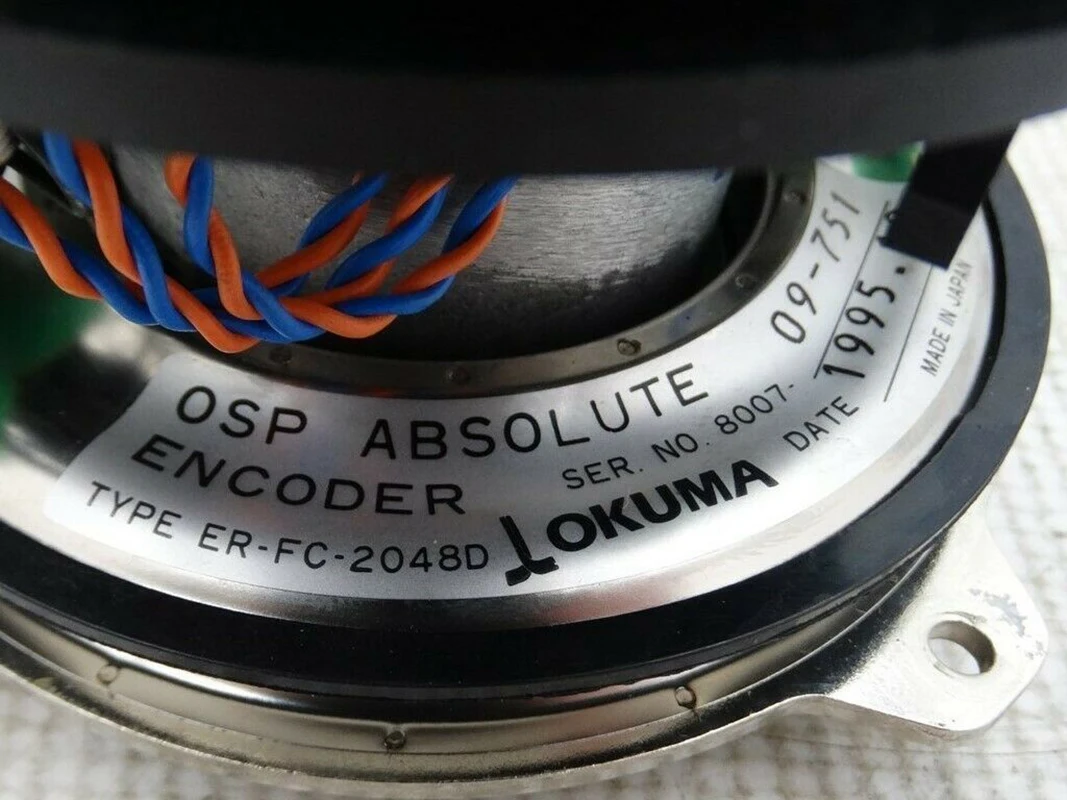 OSP ABSOLUTE
ENCODER
TYPE ER-FC-2048D
OKUMA
SER. NO. 8007-
09-751
DATE 1995.
MADE IN JAPAN